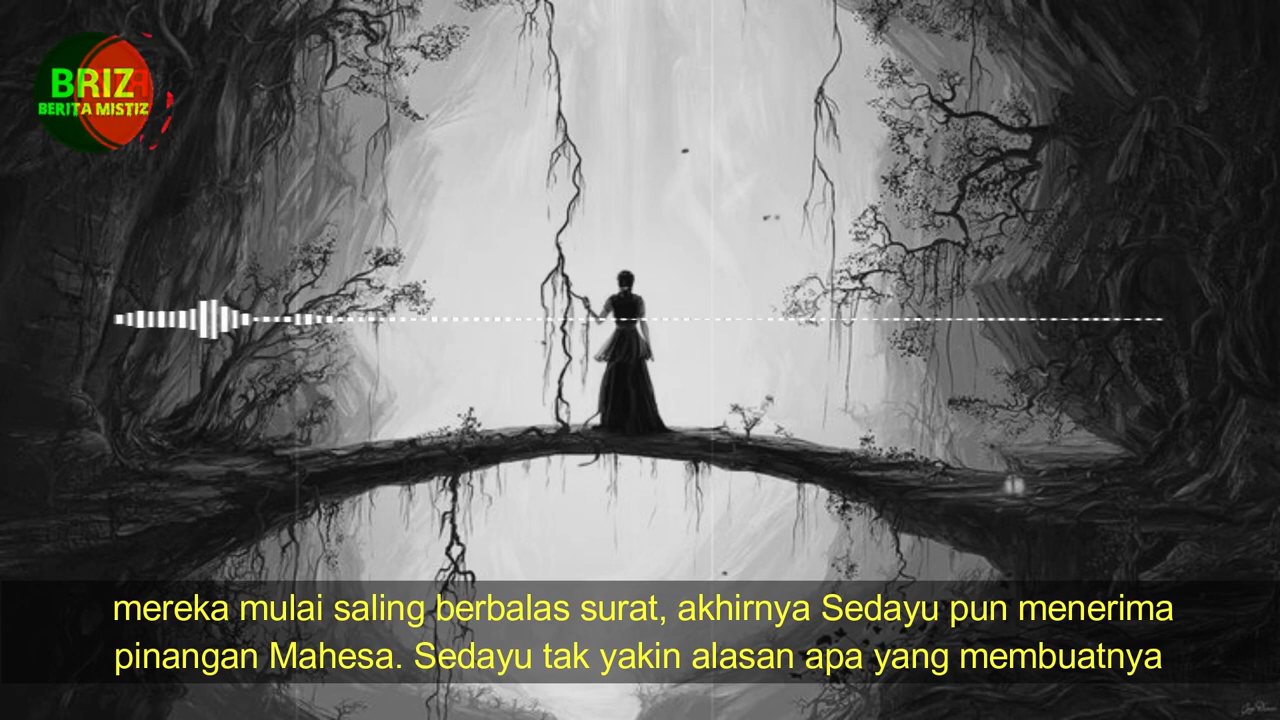 BRIZ
BERITA MISTIZ
mereka mulai saling berbalas surat, akhirnya Sedayu pun menerima
pinangan Mahesa. Sedayu tak yakin alasan apa yang membuatnya